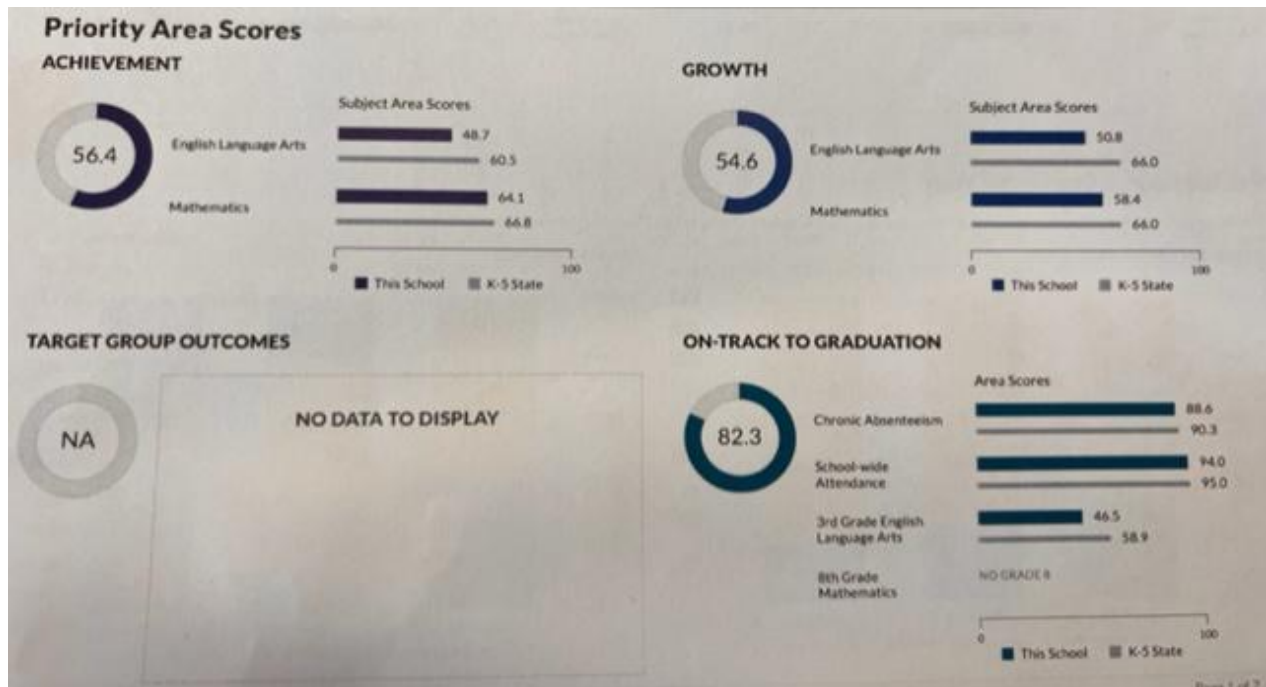 Priority Area Scores
ACHIEVEMENT
56.4
Subject Area Scores
English Language Arts
48.7
60.5
Mathematics
64.1
66.8
0 100
This School K-5 State
GROWTH
54.6
Subject Area Scores
English Language Arts
50.8
66.0
Mathematics
58.4
66.0
0 100
This School K-5 State
TARGET GROUP OUTCOMES
NA
NO DATA TO DISPLAY
ON-TRACK TO GRADUATION
82.3
Area Scores
Chronic Absenteeism
88.6
90.3
School-wide
Attendance
94.0
95.0
3rd Grade English
Language Arts
46.5
58.9
8th Grade
Mathematics
NO GRADE 8
0 100
This School K-5 State